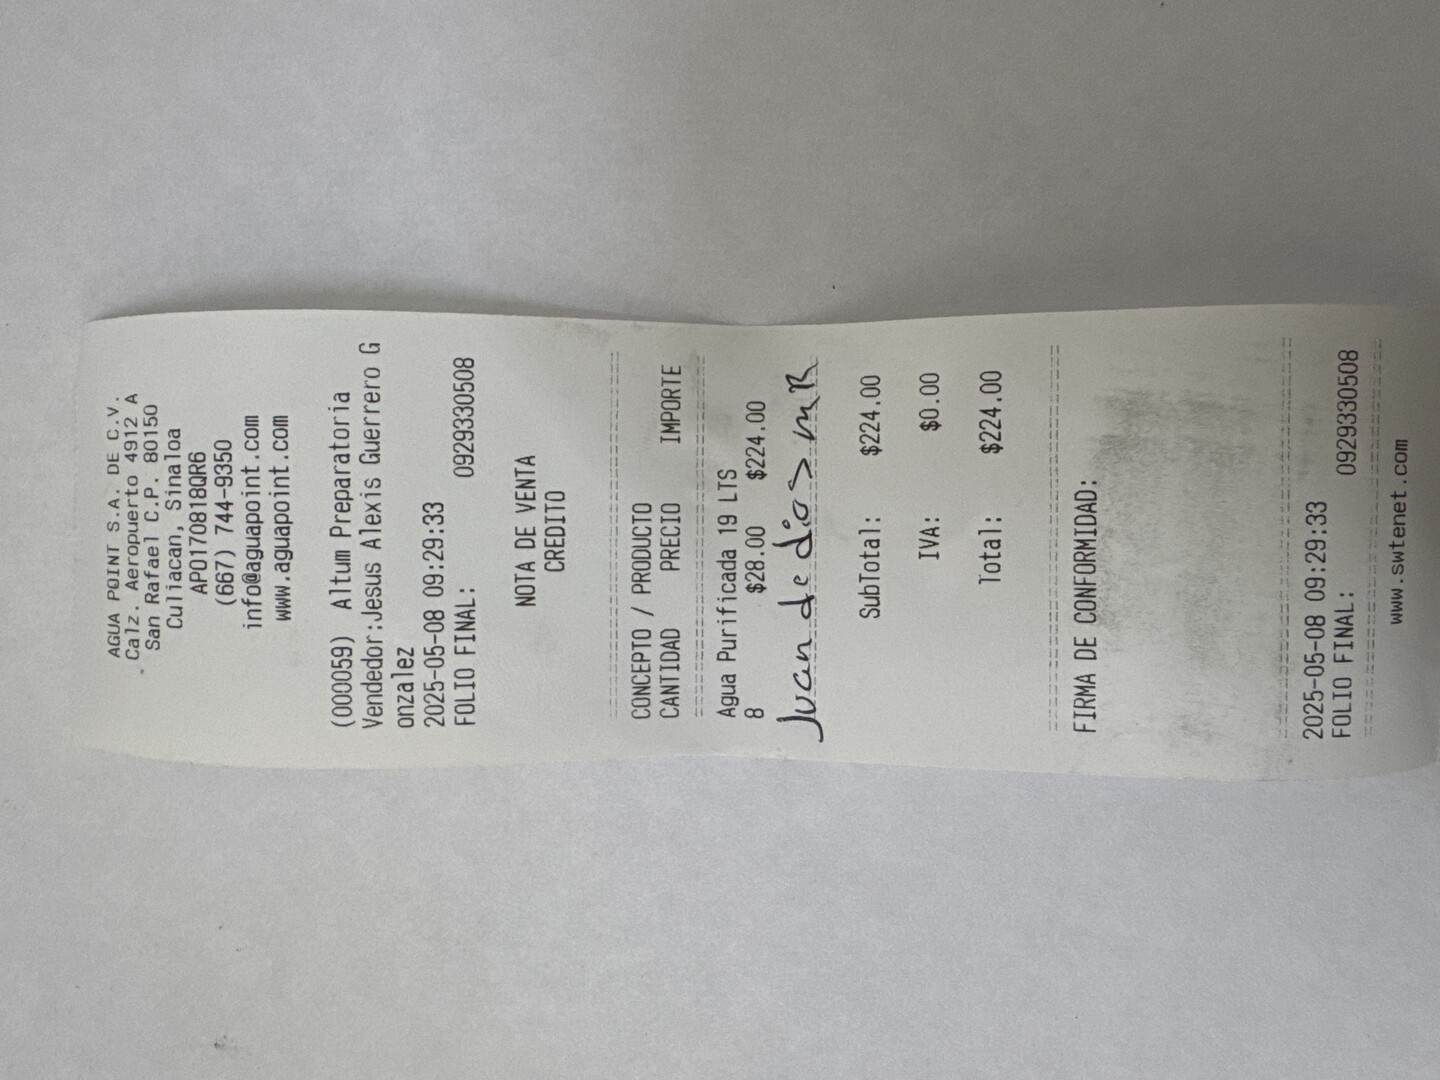 AGUA POINT S.A. DE C.V.
Calz. Aeropuerto 4912 A
San Rafael C.P. 80150
Culiacan, Sinaloa
APO170818QR6
(667) 744-9350
info@aguapoint.com
www.aguapoint.com
(000059) Altum Preparatoria
Vendedor:Jesus Alexis Guerrero G
onzalez
2025-05-08 09:29:33
FOLIO FINAL: 0929330508
NOTA DE VENTA
CREDITO
CONCEPTO / PRODUCTO
CANTIDAD PRECIO IMPORTE
Agua Purificada 19 LTS
8 $28.00 $224.00
Juan de dios m R
SubTotal: $224.00
IVA: $0.00
Total: $224.00
FIRMA DE CONFORMIDAD:
2025-05-08 09:29:33
FOLIO FINAL: 0929330508
www.swtenet.com